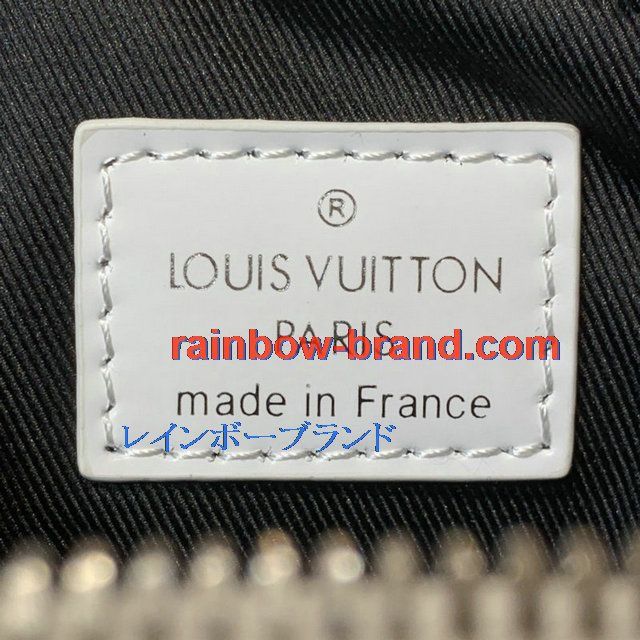 ®
LOUIS VUITTON
PARIS
rainbow-brand.com
made in France
レインボーブランド